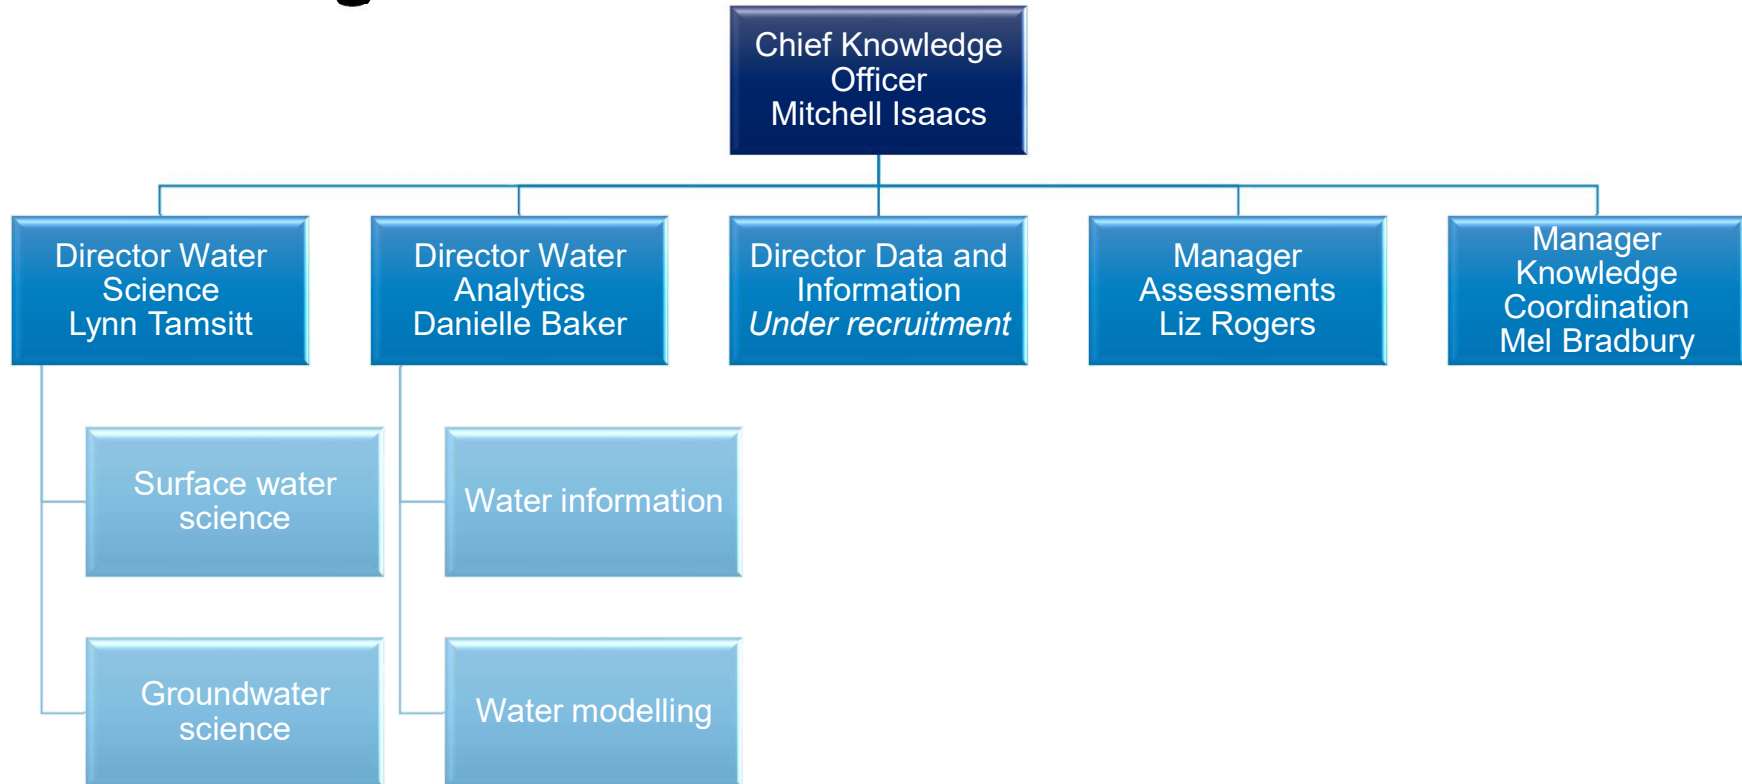 Chief Knowledge
Officer
Mitchell Isaacs
Director Water
Science
Lynn Tamsitt
Director Water
Analytics
Danielle Baker
Director Data and
Information
Under recruitment
Manager
Assessments
Liz Rogers
Manager
Knowledge
Coordination
Mel Bradbury
Surface water
science
Water information
Groundwater
science
Water modelling